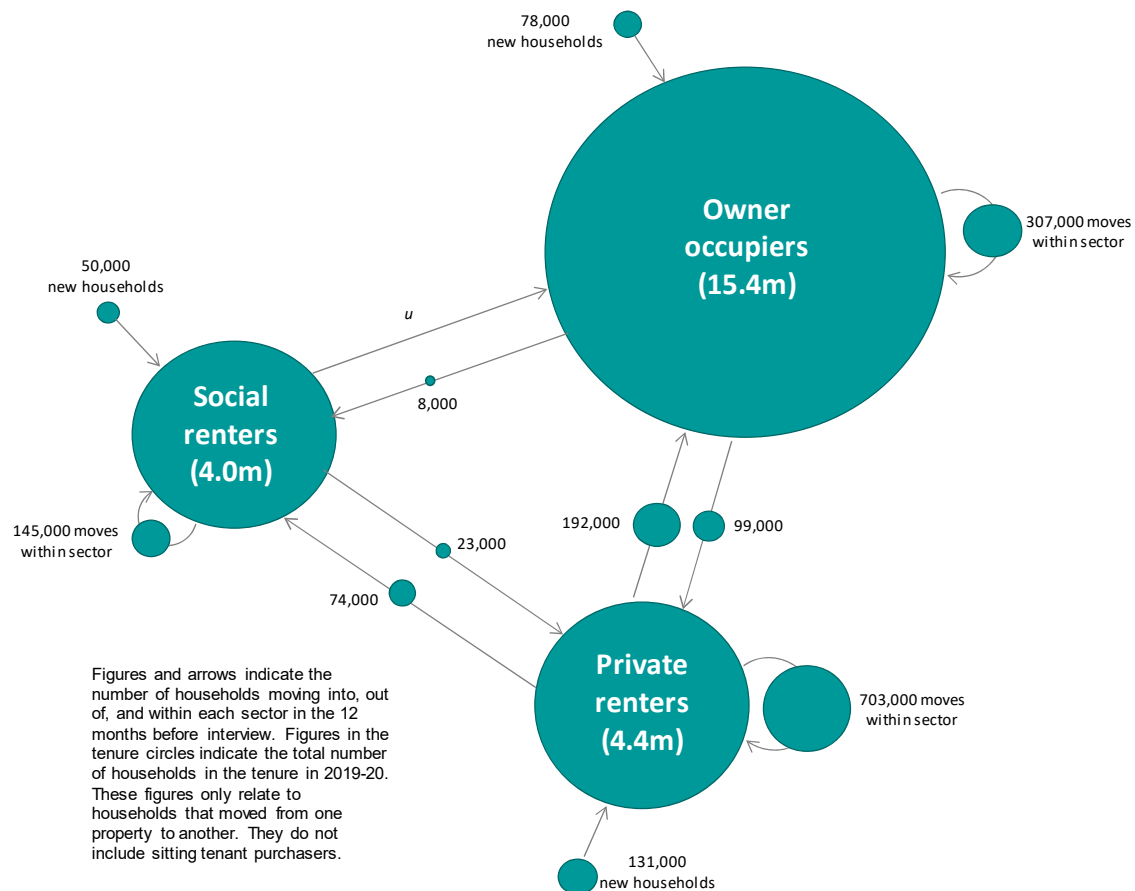 78,000
new households
Owner
occupiers
(15.4m)
307,000 moves
within sector
50,000
new households
u
8,000
Social
renters
(4.0m)
145,000 moves
within sector
23,000
74,000
192,000
99,000
Private
renters
(4.4m)
703,000 moves
within sector
131,000
new households
Figures and arrows indicate the
number of households moving into, out
of, and within each sector in the 12
months before interview. Figures in the
tenure circles indicate the total number
of households in the tenure in 2019-20.
These figures only relate to
households that moved from one
property to another. They do not
include sitting tenant purchasers.